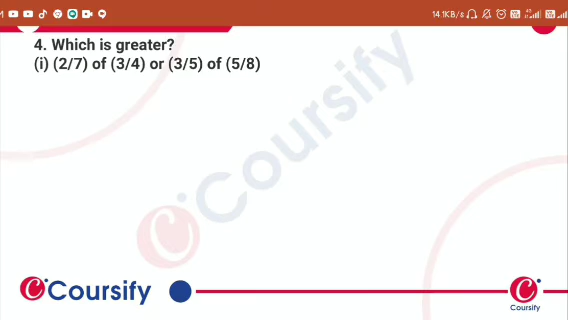 14.1KB/s
4. Which is greater?
(i) (2/7) of (3/4) or (3/5) of (5/8)
Coursify
Coursify
Coursify